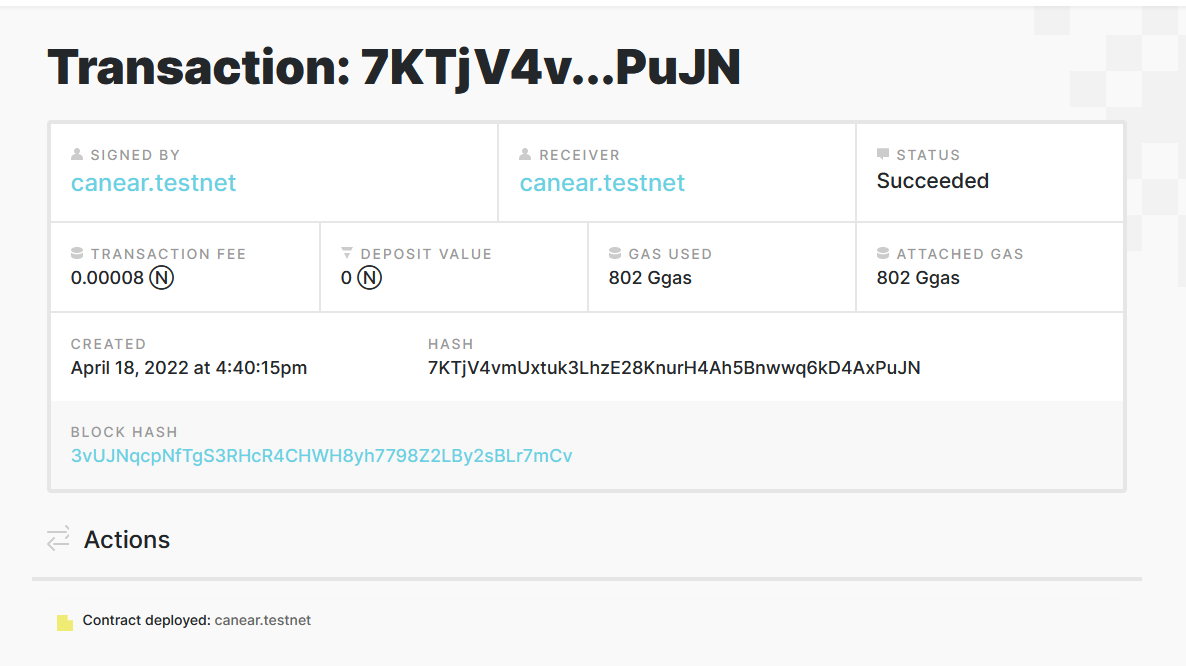 Transaction: 7KTjV4v...PuJN
SIGNED BY
canear.testnet
RECEIVER
canear.testnet
STATUS
Succeeded
TRANSACTION FEE
0.00008 Ⓝ
DEPOSIT VALUE
0 Ⓝ
GAS USED
802 Ggas
ATTACHED GAS
802 Ggas
CREATED
April 18, 2022 at 4:40:15pm
HASH
7KTjV4vmUxtuk3LhzE28KnurH4Ah5Bnwwq6kD4AxPuJN
BLOCK HASH
3vUJNqcpNfTgS3RHcR4CHWH8yh7798Z2LBy2sBLr7mCv
Actions
Contract deployed: canear.testnet